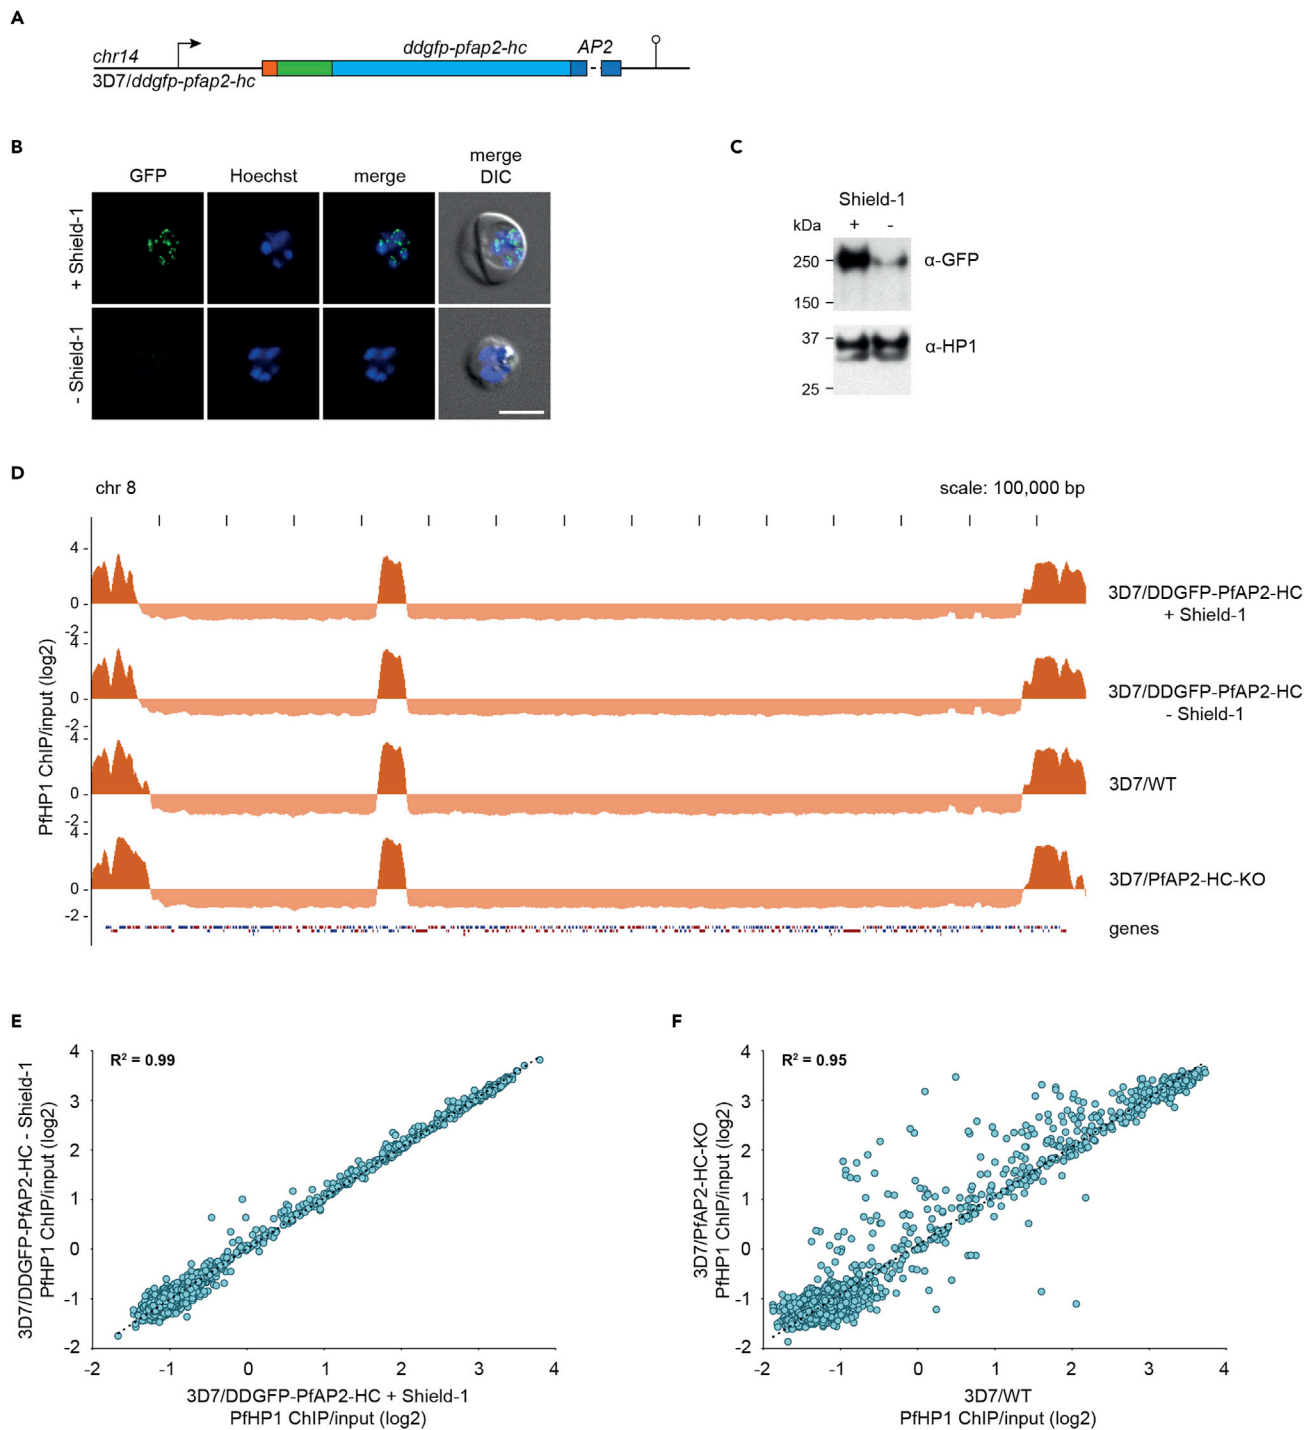 A
chr14
ddgfp-pfap2-hc
AP2
3D7/ddgfp-pfap2-hc
B
GFP
Hoechst
merge
merge
DIC
+ Shield-1
- Shield-1
C
Shield-1
kDa
+
-
250
α-GFP
150
37
α-HP1
25
D
chr 8
scale: 100,000 bp
PfHP1 ChIP/input (log2)
4
0
-2
3D7/DDGFP-PfAP2-HC
+ Shield-1
4
0
-2
3D7/DDGFP-PfAP2-HC
- Shield-1
4
0
-2
3D7/WT
4
0
-2
3D7/PfAP2-HC-KO
genes
E
R² = 0.99
3D7/DDGFP-PfAP2-HC - Shield-1
PfHP1 ChIP/input (log2)
4
3
2
1
0
-1
-2
-2
-1
0
1
2
3
4
3D7/DDGFP-PfAP2-HC + Shield-1
PfHP1 ChIP/input (log2)
F
R² = 0.95
3D7/PfAP2-HC-KO
PfHP1 ChIP/input (log2)
4
3
2
1
0
-1
-2
-2
-1
0
1
2
3
4
3D7/WT
PfHP1 ChIP/input (log2)